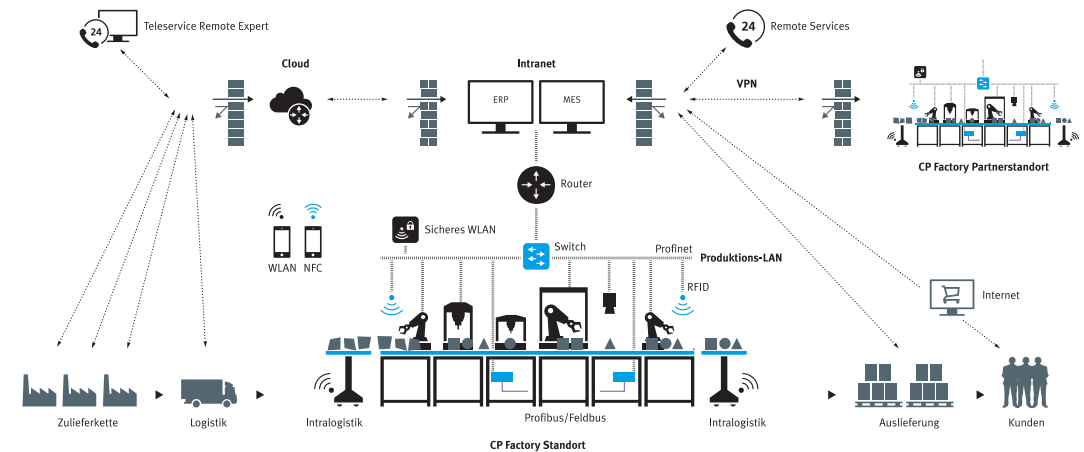 24
Teleservice Remote Expert
24
Remote Services
Cloud
Intranet
VPN
ERP
MES
CP Factory Partnerstandort
Router
Sicheres WLAN
Switch
Profinet
Produktions-LAN
WLAN
NFC
RFID
Internet
Profibus/Feldbus
Zulieferkette
Logistik
Intralogistik
Intralogistik
Auslieferung
Kunden
CP Factory Standort